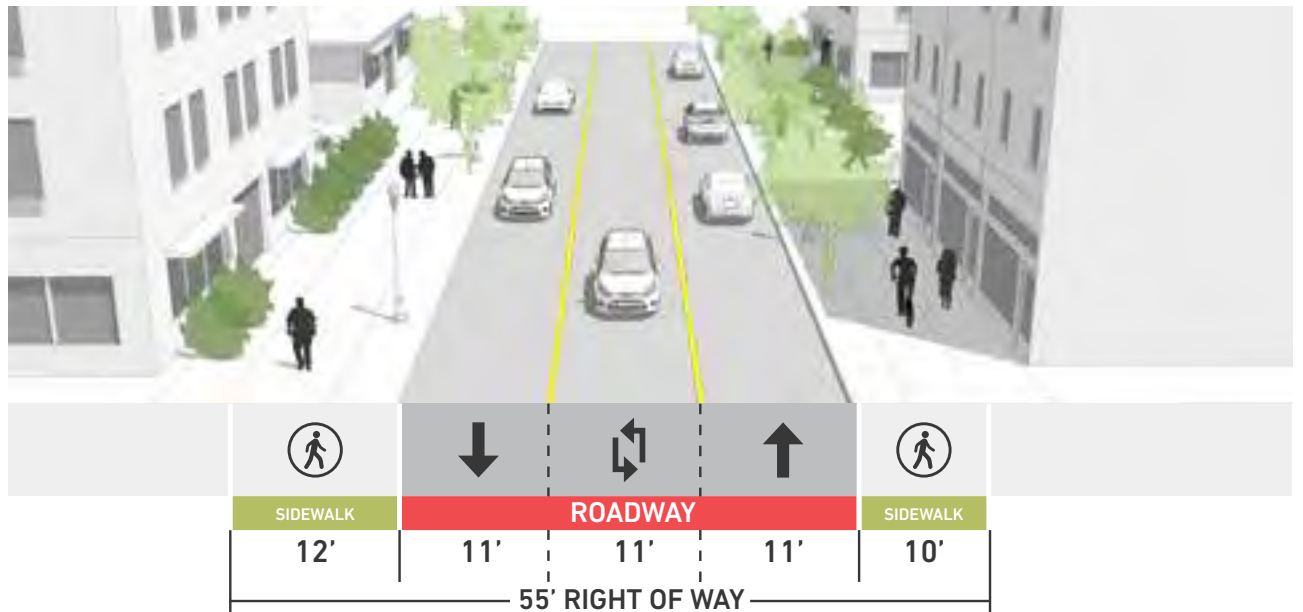 SIDEWALK ROADWAY SIDEWALK
12’ 11’ 11’ 11’ 10’
55’ RIGHT OF WAY